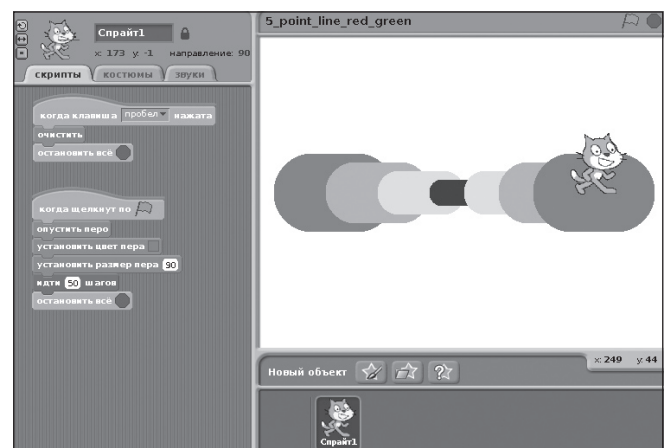 Спрайт1
x: 173 y: -1 направление: 90
скрипты костюмы звуки
когда клавиша пробел нажата
очистить
остановить всё
когда щелкнут по
опустить перо
установить цвет пера
установить размер пера 90
идти 50 шагов
остановить всё
5_point_line_red_green
x: 249 y: 44
Новый объект
Спрайт1